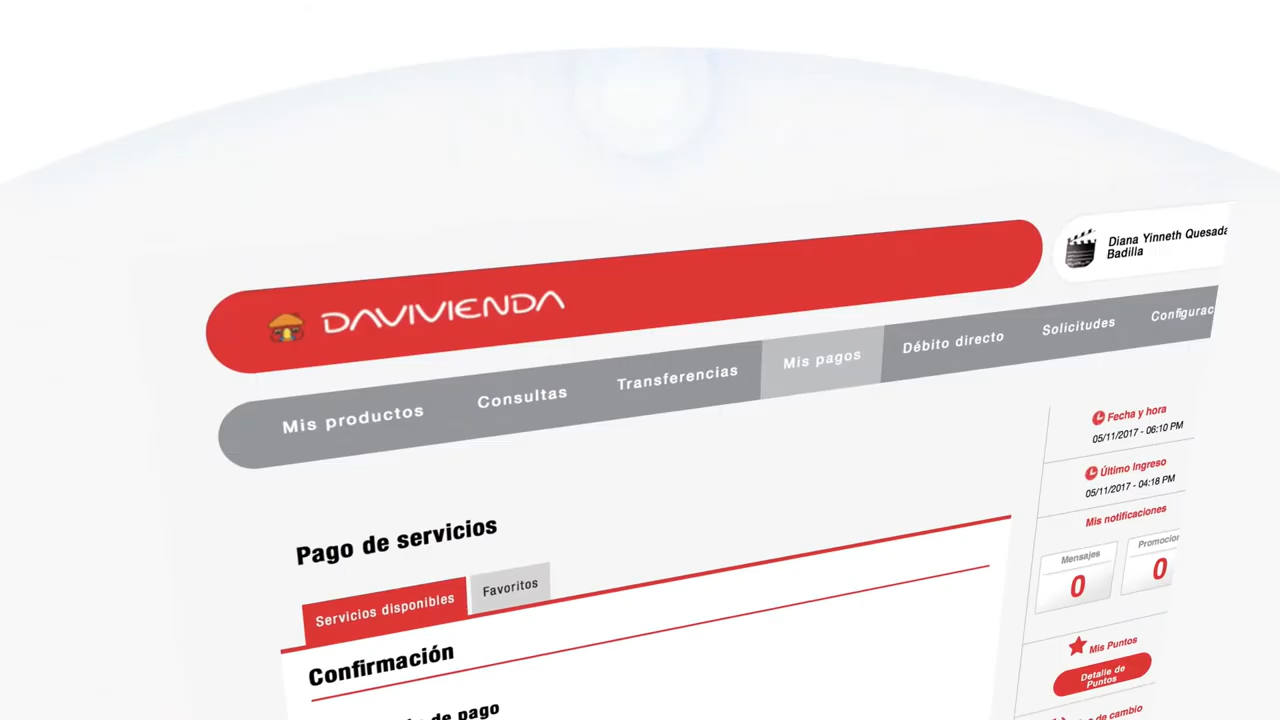 DAVIVIENDA
Diana Yinneth Quesada
Badilla
Mis productos
Consultas
Transferencias
Mis pagos
Débito directo
Solicitudes
Fecha y hora
05/11/2017 - 06:10 PM
Último Ingreso
05/11/2017 - 04:18 PM
Mis notificaciones
Mensajes
0
0
Mis Puntos
Detalle de
Puntos
de cambio
Pago de servicios
Servicios disponibles
Favoritos
Confirmación
de pago